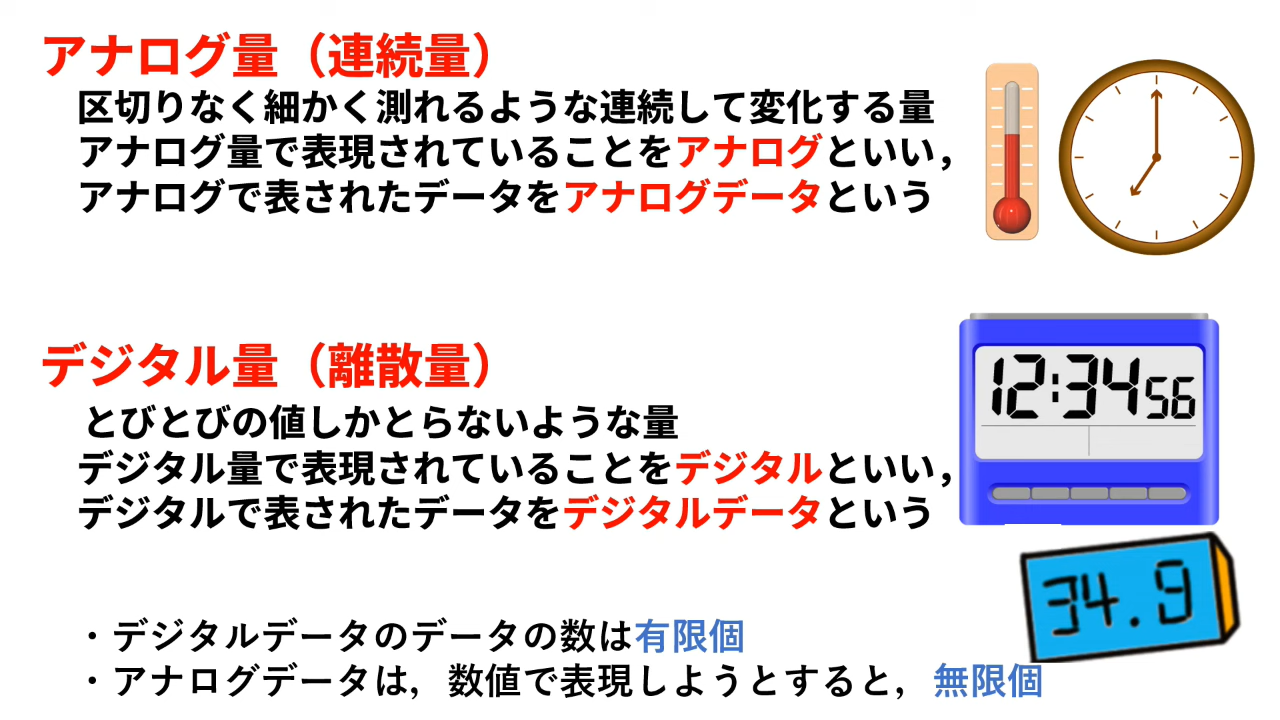 アナログ量（連続量）
区切りなく細かく測れるような連続して変化する量
アナログ量で表現されていることをアナログといい，
アナログで表されたデータをアナログデータという
デジタル量（離散量）
とびとびの値しかとらないような量
デジタル量で表現されていることをデジタルといい，
デジタルで表されたデータをデジタルデータという
12:34 56
34.9
・デジタルデータのデータの数は有限個
・アナログデータは，数値で表現しようとすると，無限個